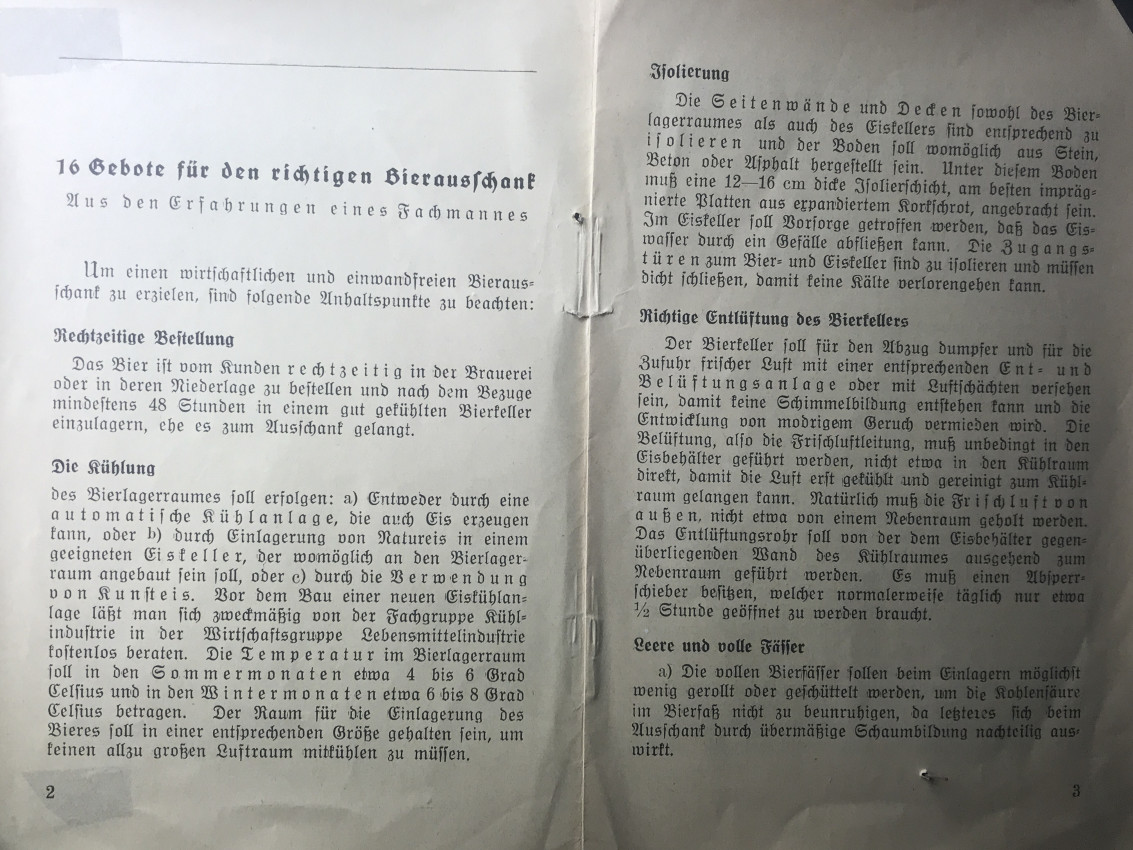 16 Gebote für den richtigen Bierausschank
Aus den Erfahrungen eines Fachmannes
Um einen wirtschaftlichen und einwandfreien Bieraus-
schank zu erzielen, sind folgende Anhaltspunkte zu beachten:
Rechtzeitige Bestellung
Das Bier ist vom Kunden rechtzeitig in der Brauerei
oder in deren Niederlage zu bestellen und nach dem Bezuge
mindestens 48 Stunden in einem gut gekühlten Bierkeller
einzulagern, ehe es zum Ausschank gelangt.
Die Kühlung
des Bierlagerraumes soll erfolgen: a) Entweder durch eine
automatische Kühlanlage, die auch Eis erzeugen
kann, oder b) durch Einlagerung von Natureis in einem
geeigneten Eiskeller, der womöglich an den Bierlager-
raum angebaut sein soll, oder c) durch die Verwendung
von Kunsteis. Vor dem Bau einer neuen Eiskühlan-
lage läßt man sich zweckmäßig von der Fachgruppe Kühl-
industrie in der Wirtschaftsgruppe Lebensmittelindustrie
kostenlos beraten. Die Temperatur im Bierlagerraum
soll in den Sommermonaten etwa 4 bis 6 Grad
Celsius und in den Wintermonaten etwa 6 bis 8 Grad
Celsius betragen. Der Raum für die Einlagerung des
Bieres soll in einer entsprechenden Größe gehalten sein, um
keinen allzu großen Luftraum mitkühlen zu müssen.
2
Isolierung
Die Seitenwände und Decken sowohl des Bier-
lagerraumes als auch des Eiskellers sind entsprechend zu
isolieren und der Boden soll womöglich aus Stein,
Beton oder Asphalt hergestellt sein. Unter diesem Boden
muß eine 12—16 cm dicke Isolierschicht, am besten impräg-
nierte Platten aus expandiertem Korkschrot, angebracht sein.
Im Eiskeller soll Vorsorge getroffen werden, daß das Eis-
wasser durch ein Gefälle abfließen kann. Die Zugangs-
türen zum Bier- und Eiskeller sind zu isolieren und müssen
dicht schließen, damit keine Kälte verlorengehen kann.
Richtige Entlüftung des Bierkellers
Der Bierkeller soll für den Abzug dumpfer und für die
Zufuhr frischer Luft mit einer entsprechenden Ent- und
Belüftungsanlage oder mit Luftschächten versehen
sein, damit keine Schimmelbildung entstehen kann und die
Entwicklung von modrigem Geruch vermieden wird. Die
Belüftung, also die Frischluftleitung, muß unbedingt in den
Eisbehälter geführt werden, nicht etwa in den Kühlraum
direkt, damit die Luft erst gekühlt und gereinigt zum Kühl-
raum gelangen kann. Natürlich muß die Frischluft von
außen, nicht etwa von einem Nebenraum geholt werden.
Das Entlüftungsrohr soll von der dem Eisbehälter gegen-
überliegenden Wand des Kühlraumes ausgehend zum
Nebenraum geführt werden. Es muß einen Absperr-
schieber besitzen, welcher normalerweise täglich nur etwa
½ Stunde geöffnet zu werden braucht.
Leere und volle Fässer
a) Die vollen Bierfässer sollen beim Einlagern möglichst
wenig gerollt oder geschüttelt werden, um die Kohlensäure
im Bierfaß nicht zu beunruhigen, da letzteres sich beim
Ausschank durch übermäßige Schaumbildung nachteilig aus-
wirkt.
3